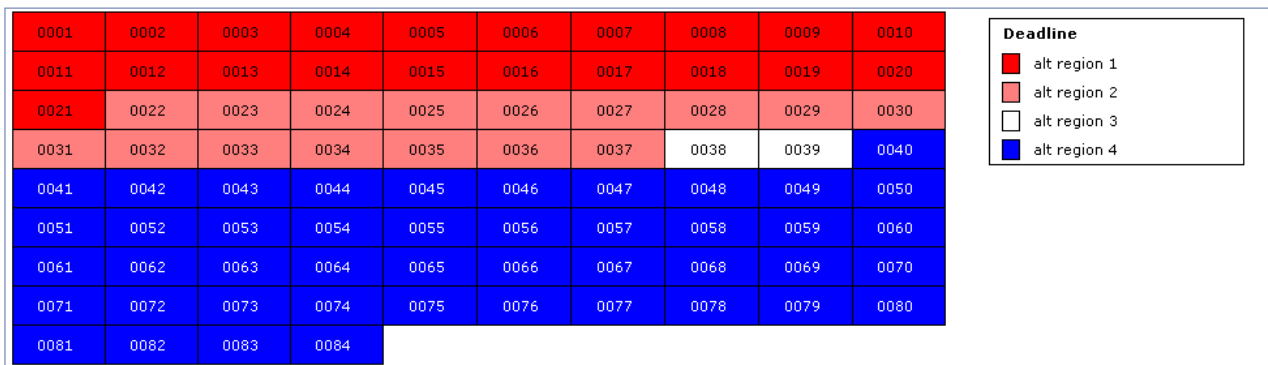 0001 0002 0003 0004 0005 0006 0007 0008 0009 0010
0011 0012 0013 0014 0015 0016 0017 0018 0019 0020
0021 0022 0023 0024 0025 0026 0027 0028 0029 0030
0031 0032 0033 0034 0035 0036 0037 0038 0039 0040
0041 0042 0043 0044 0045 0046 0047 0048 0049 0050
0051 0052 0053 0054 0055 0056 0057 0058 0059 0060
0061 0062 0063 0064 0065 0066 0067 0068 0069 0070
0071 0072 0073 0074 0075 0076 0077 0078 0079 0080
0081 0082 0083 0084
Deadline
alt region 1
alt region 2
alt region 3
alt region 4